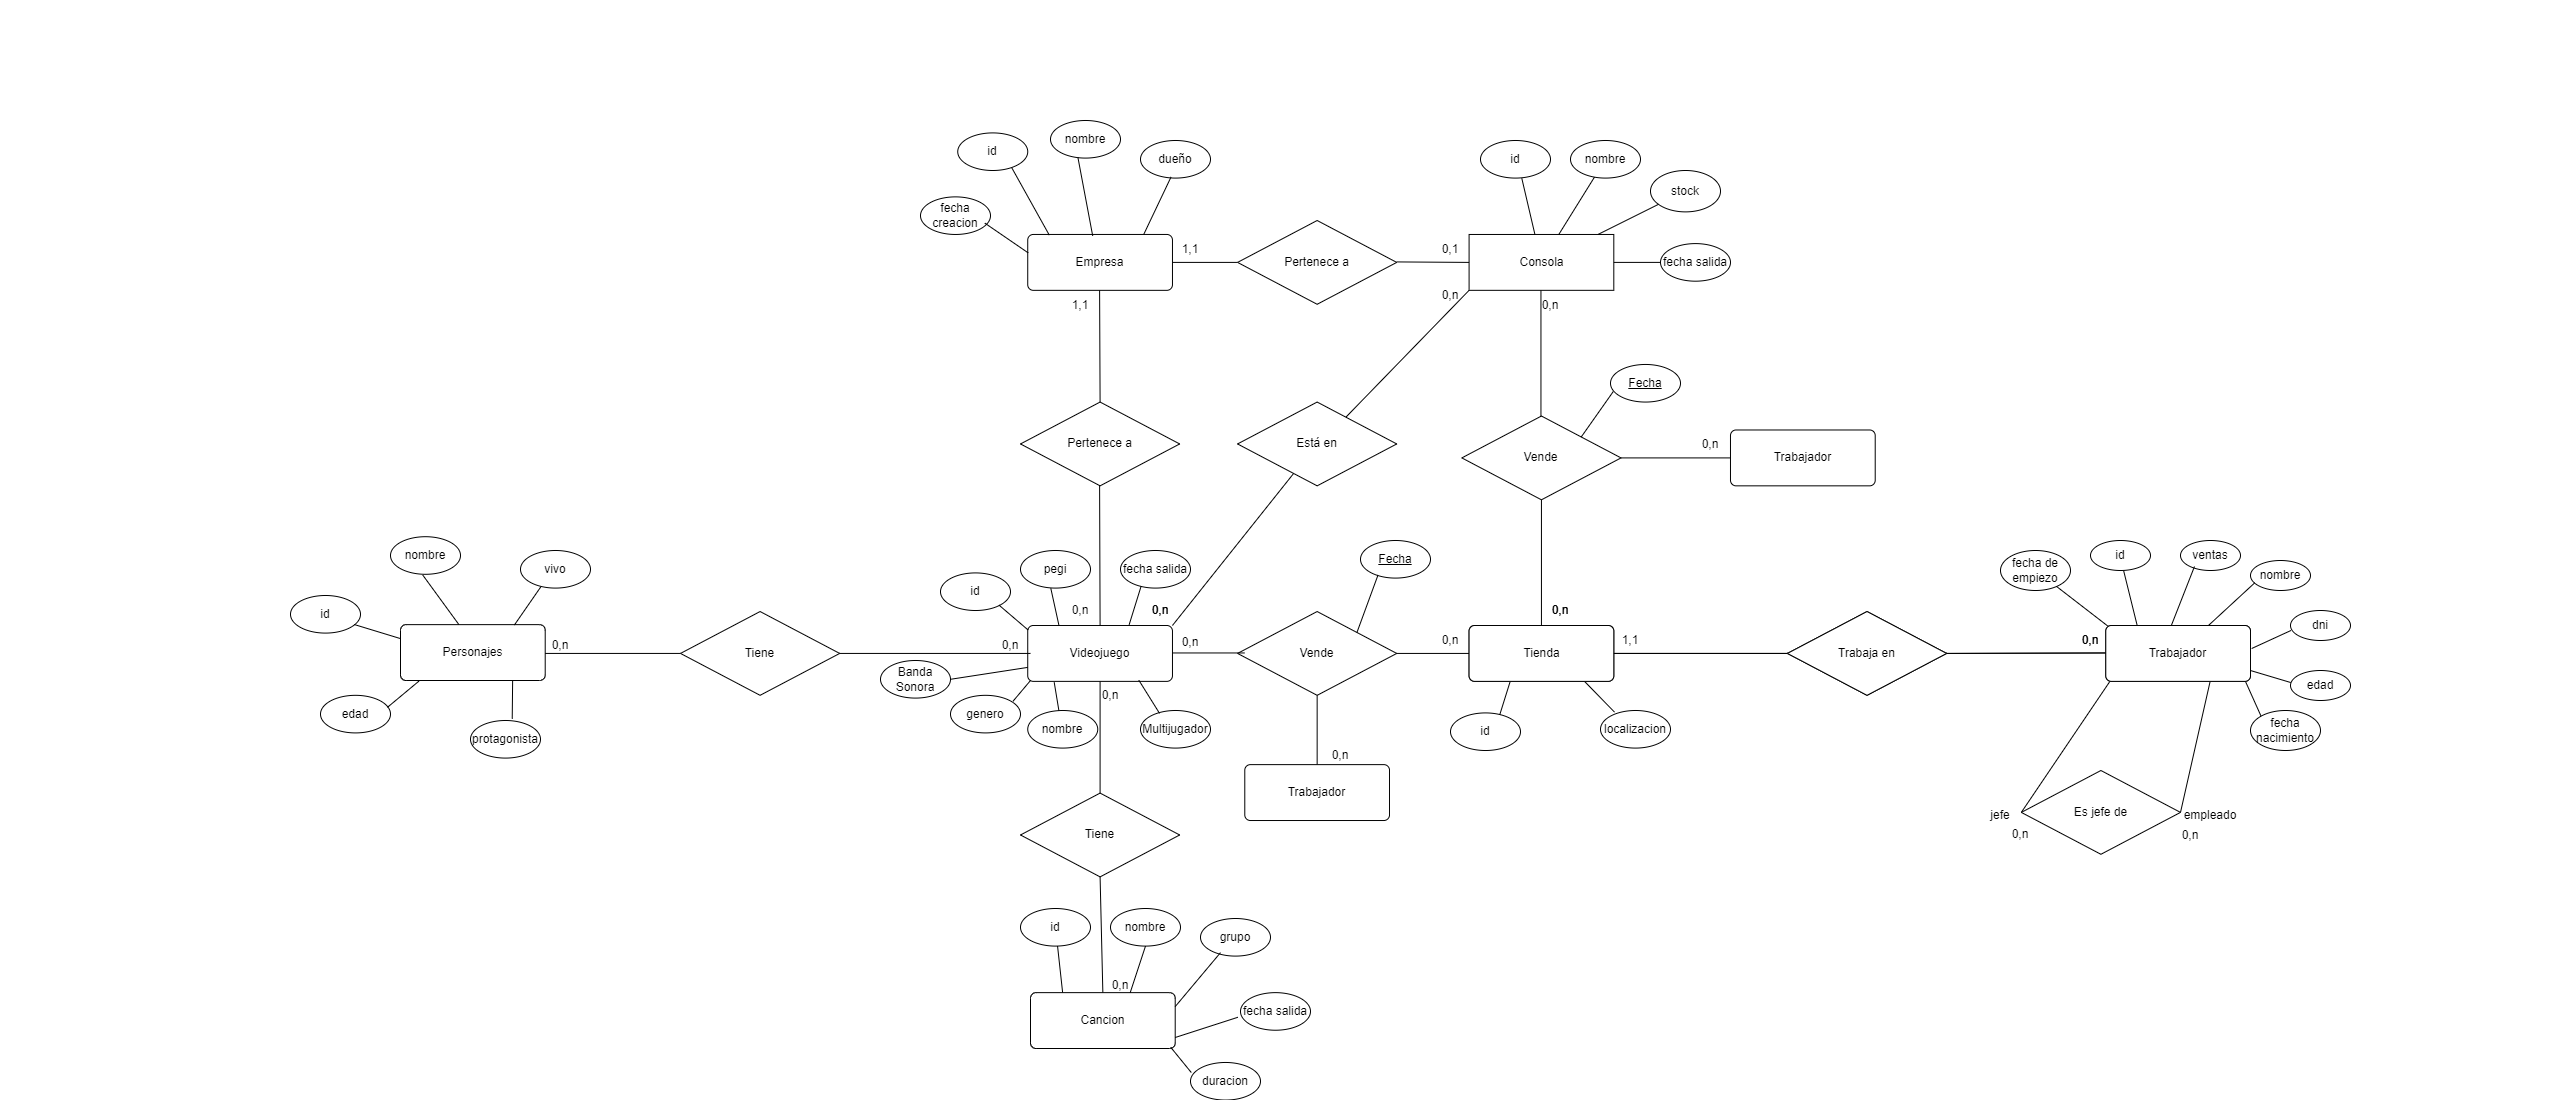 nombre
id
dueño
id
nombre
stock
fecha
creacion
Empresa
1,1
Pertenece a
0,1
Consola
fecha salida
1,1
0,n
0,n
Fecha
Pertenece a
Está en
Vende
0,n
Trabajador
nombre
vivo
id
pegi
fecha salida
Fecha
fecha de
empiezo
id
ventas
nombre
id
0,n
0,n
0,n
dni
Personajes
0,n
Tiene
0,n
Videojuego
0,n
Vende
0,n
Tienda
1,1
Trabaja en
0,n
Trabajador
Banda
Sonora
edad
edad
protagonista
genero
nombre
0,n
Multijugador
id
localizacion
fecha
nacimiento
0,n
Trabajador
jefe
0,n
Es jefe de
empleado
0,n
Tiene
id
nombre
grupo
0,n
Cancion
fecha salida
duracion